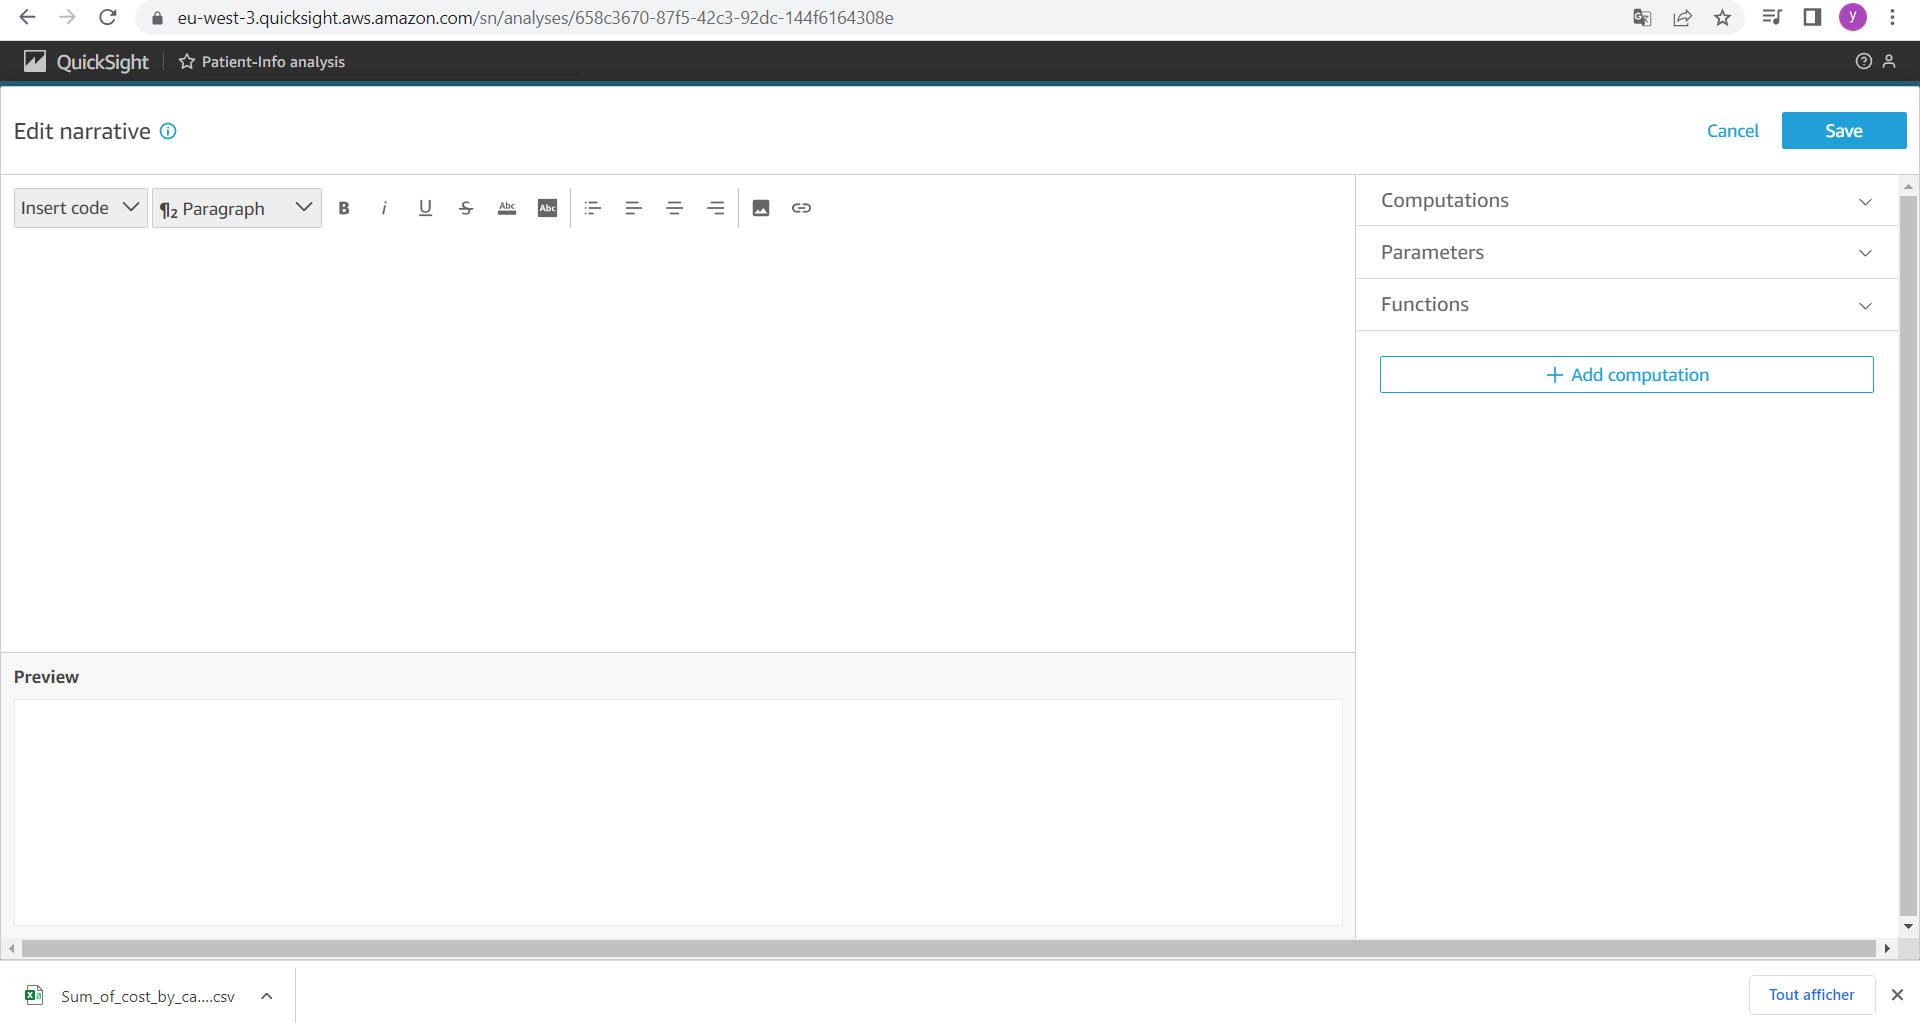 eu-west-3.quicksight.aws.amazon.com/sn/analyses/658c3670-87f5-42c3-92dc-144f6164308e
y
QuickSight
Patient-Info analysis
Edit narrative
Cancel
Save
Insert code
¶2 Paragraph
B
i
U
S
Abc
Abc
Computations
Parameters
Functions
+ Add computation
Preview
Sum_of_cost_by_ca....csv
Tout afficher